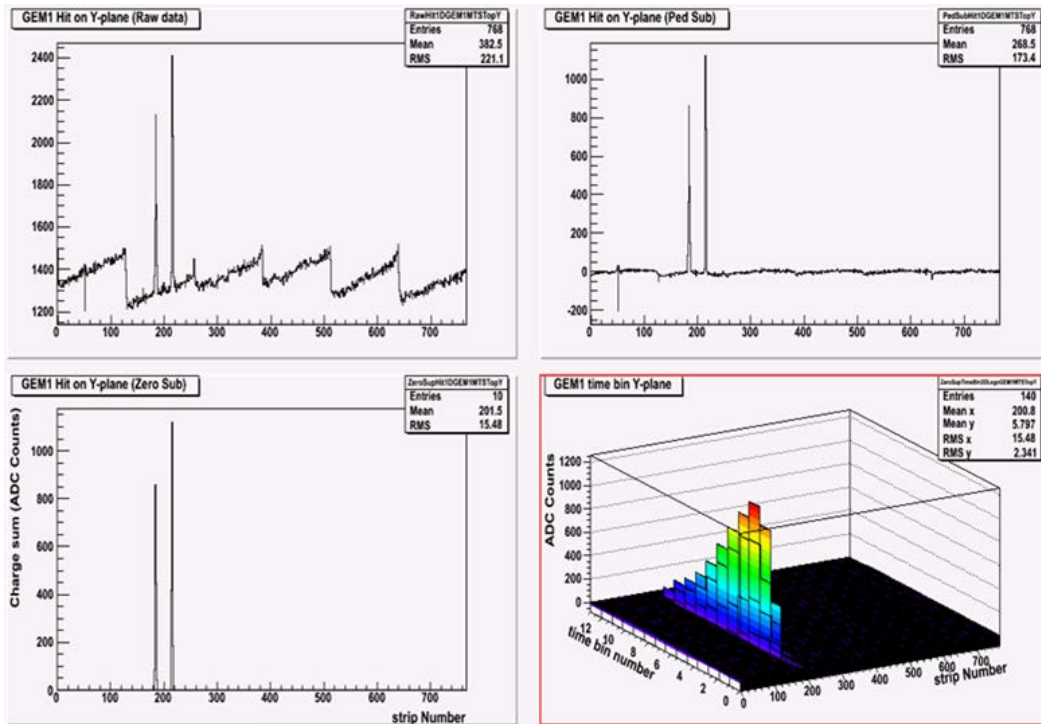 GEM1 Hit on Y-plane (Raw data)
RawHit1DGEM1MTSTopY
Entries 768
Mean 382.5
RMS 221.1
2400
2200
2000
1800
1600
1400
1200
0 100 200 300 400 500 600 700
GEM1 Hit on Y-plane (Ped Sub)
PedSubHit1DGEM1MTSTopY
Entries 768
Mean 268.5
RMS 173.4
1000
800
600
400
200
0
-200
0 100 200 300 400 500 600 700
GEM1 Hit on Y-plane (Zero Sub)
ZeroSupHit1DGEM1MTSTopY
Entries 10
Mean 201.5
RMS 15.48
Charge sum (ADC Counts)
1000
800
600
400
200
0
0 100 200 300 400 500 600 700
strip Number
GEM1 time bin Y-plane
Entries 140
Mean x 200.8
Mean y 5.797
RMS x 15.48
RMS y 2.341
ADC Counts
1200
1000
800
600
400
200
0
12 10 8 6 4 2 0
time bin number
0 100 200 300 400 500 600 700
strip Number